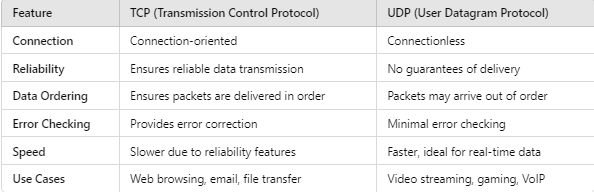 Feature TCP (Transmission Control Protocol) UDP (User Datagram Protocol)
Connection Connection-oriented Connectionless
Reliability Ensures reliable data transmission No guarantees of delivery
Data Ordering Ensures packets are delivered in order Packets may arrive out of order
Error Checking Provides error correction Minimal error checking
Speed Slower due to reliability features Faster, ideal for real-time data
Use Cases Web browsing, email, file transfer Video streaming, gaming, VoIP